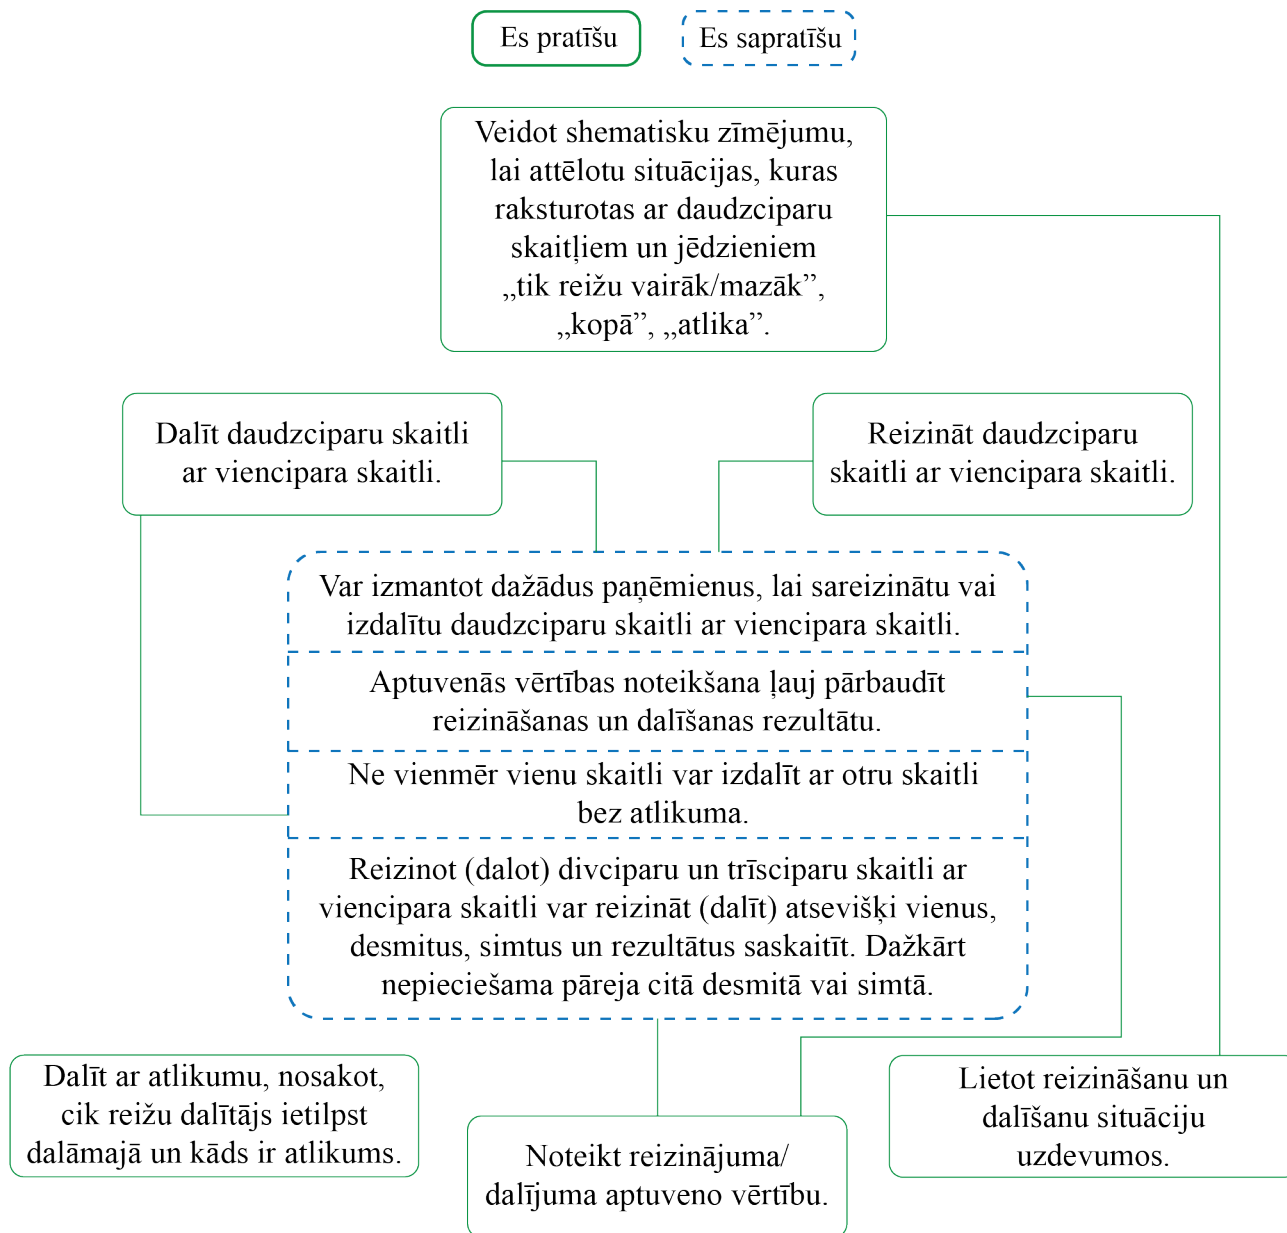 Es pratīšu
Es sapratīšu
Veidot shematisku zīmējumu,
lai attēlotu situācijas, kuras
raksturotas ar daudzciparu
skaitļiem un jēdzieniem
„tik reižu vairāk/mazāk”,
„kopā”, „atlika”.
Dalīt daudzciparu skaitli
ar viencipara skaitli.
Reizināt daudzciparu
skaitli ar viencipara skaitli.
Var izmantot dažādus paņēmienus, lai sareizinātu vai
izdalītu daudzciparu skaitli ar viencipara skaitli.
Aptuvenās vērtības noteikšana ļauj pārbaudīt
reizināšanas un dalīšanas rezultātu.
Ne vienmēr vienu skaitli var izdalīt ar otru skaitli
bez atlikuma.
Reizinot (dalot) divciparu un trīsciparu skaitli ar
viencipara skaitli var reizināt (dalīt) atsevišķi vienus,
desmitus, simtus un rezultātus saskaitīt. Dažkārt
nepieciešama pāreja citā desmitā vai simtā.
Dalīt ar atlikumu, nosakot,
cik reižu dalītājs ietilpst
dalāmajā un kāds ir atlikums.
Noteikt reizinājuma/
dalījuma aptuveno vērtību.
Lietot reizināšanu un
dalīšanu situāciju
uzdevumos.